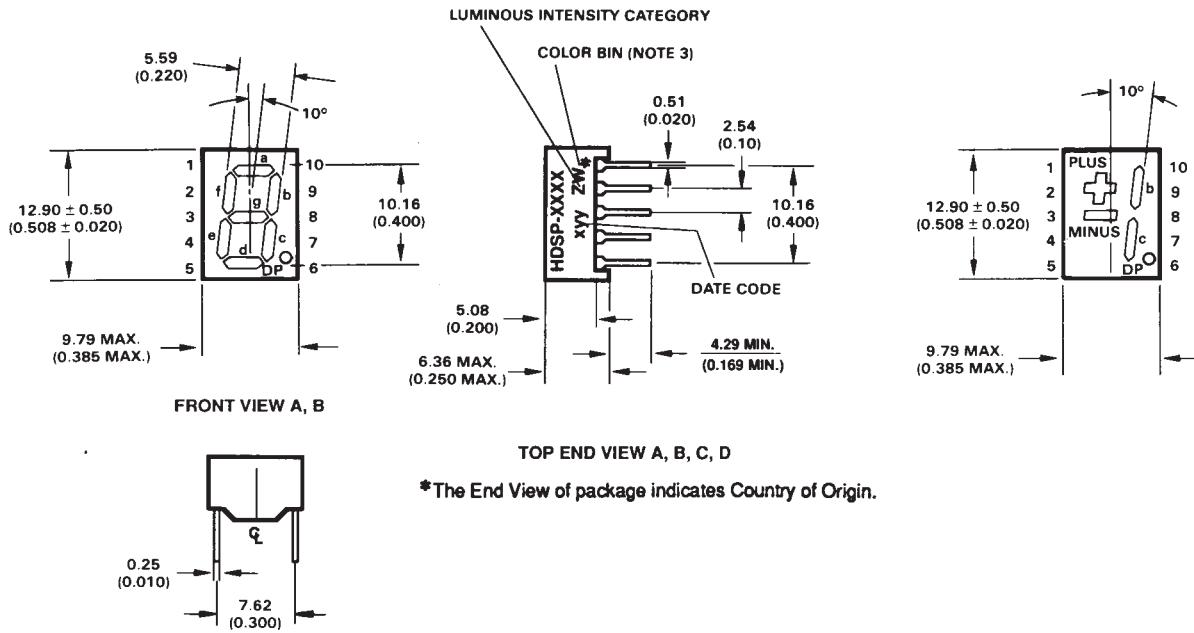 LUMINOUS INTENSITY CATEGORY
COLOR BIN (NOTE 3)
5.59
(0.220)
10°
12.90 ± 0.50
(0.508 ± 0.020)
1
2
3
4
5
a
f
b
g
e
c
d
DP
10
9
8
7
6
10.16
(0.400)
9.79 MAX.
(0.385 MAX.)
FRONT VIEW A, B
HDSP-XXXX
xyy ZW*
0.51
(0.020)
2.54
(0.10)
10.16
(0.400)
DATE CODE
5.08
(0.200)
6.36 MAX.
(0.250 MAX.)
4.29 MIN.
(0.169 MIN.)
10°
12.90 ± 0.50
(0.508 ± 0.020)
1
2
3
4
5
PLUS
MINUS
b
c
DP
10
9
8
7
6
9.79 MAX.
(0.385 MAX.)
TOP END VIEW A, B, C, D
*The End View of package indicates Country of Origin.
CL
0.25
(0.010)
7.62
(0.300)